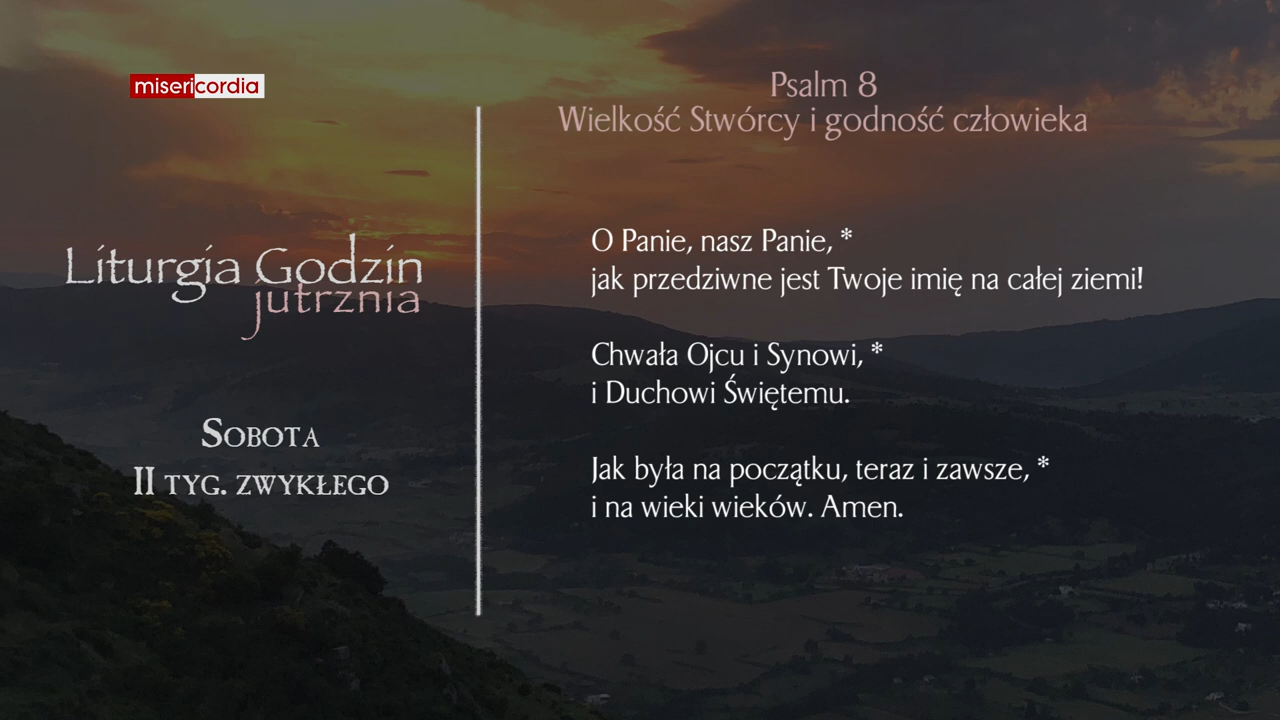 misericordia
Liturgia Godzin
jutrznia
Sobota
II tyg. zwykłego
Psalm 8
Wielkość Stwórcy i godność człowieka
O Panie, nasz Panie, *
jak przedziwne jest Twoje imię na całej ziemi!
Chwała Ojcu i Synowi, *
i Duchowi Świętemu.
Jak była na początku, teraz i zawsze, *
i na wieki wieków. Amen.